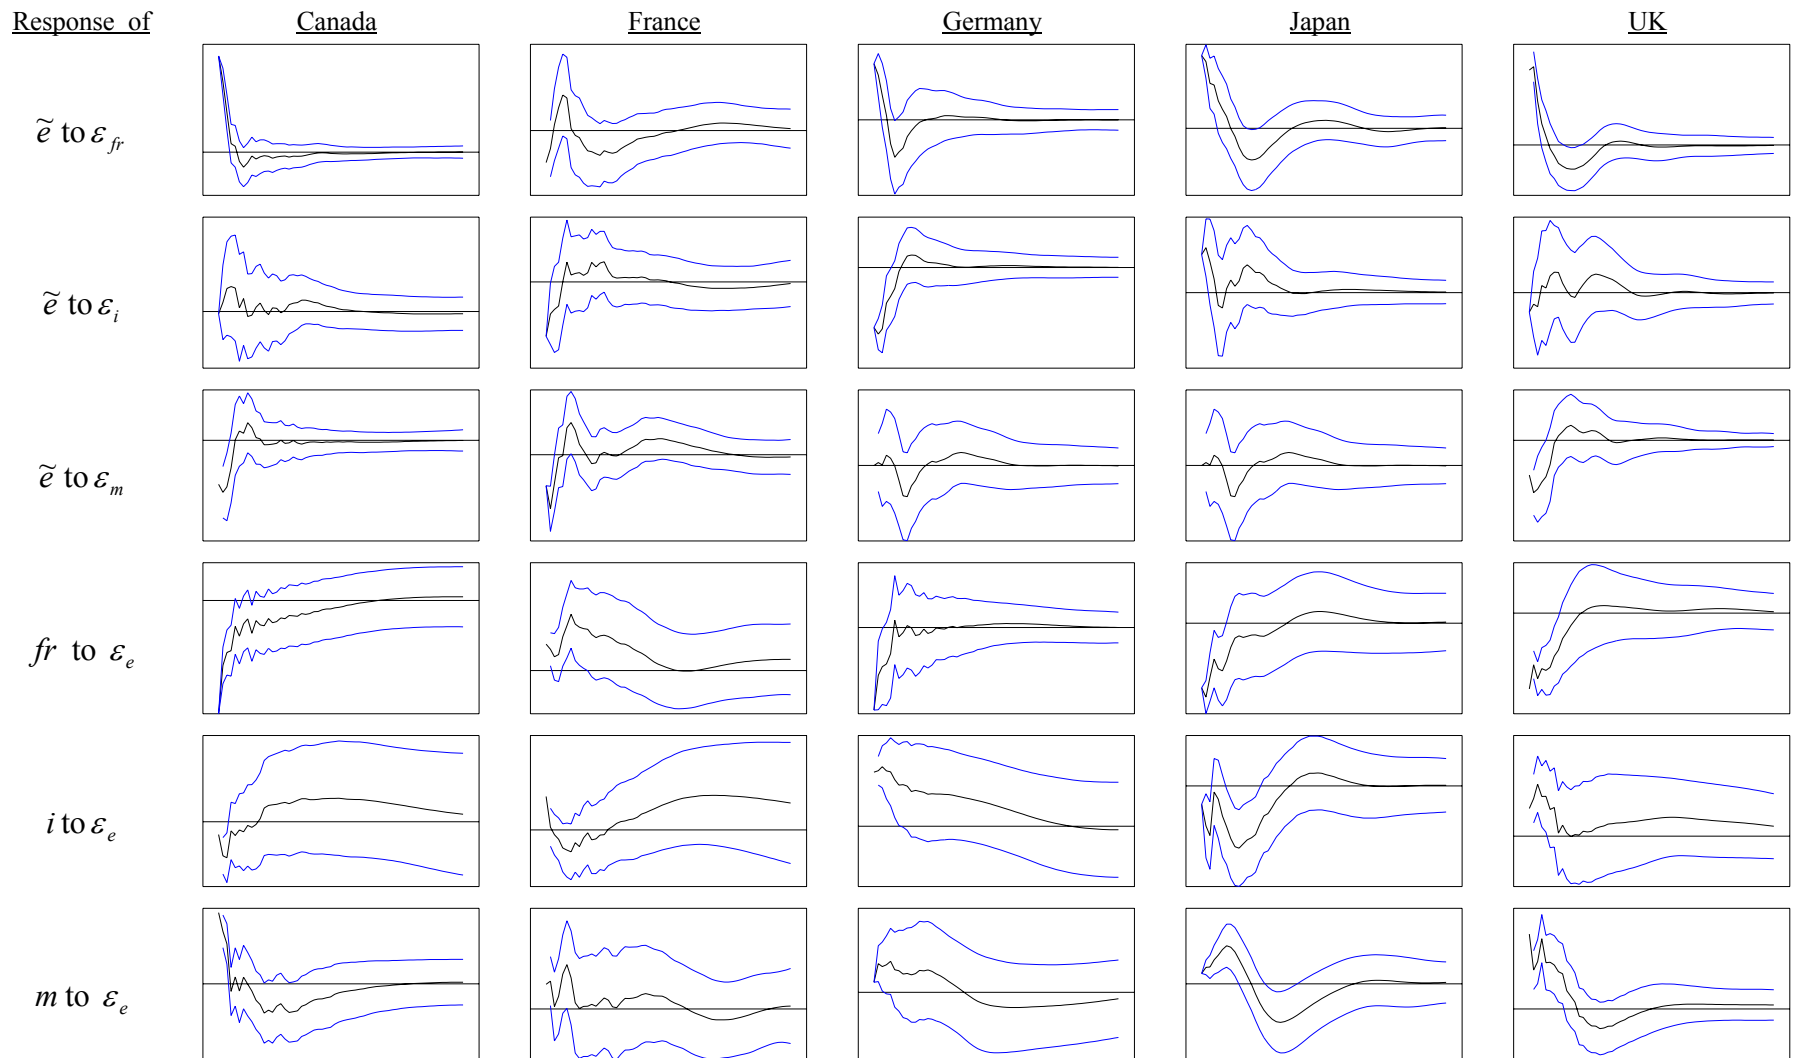 Response of Canada France Germany Japan UK
ẽ to ε_fr
ẽ to ε_i
ẽ to ε_m
fr to ε_e
i to ε_e
m to ε_e